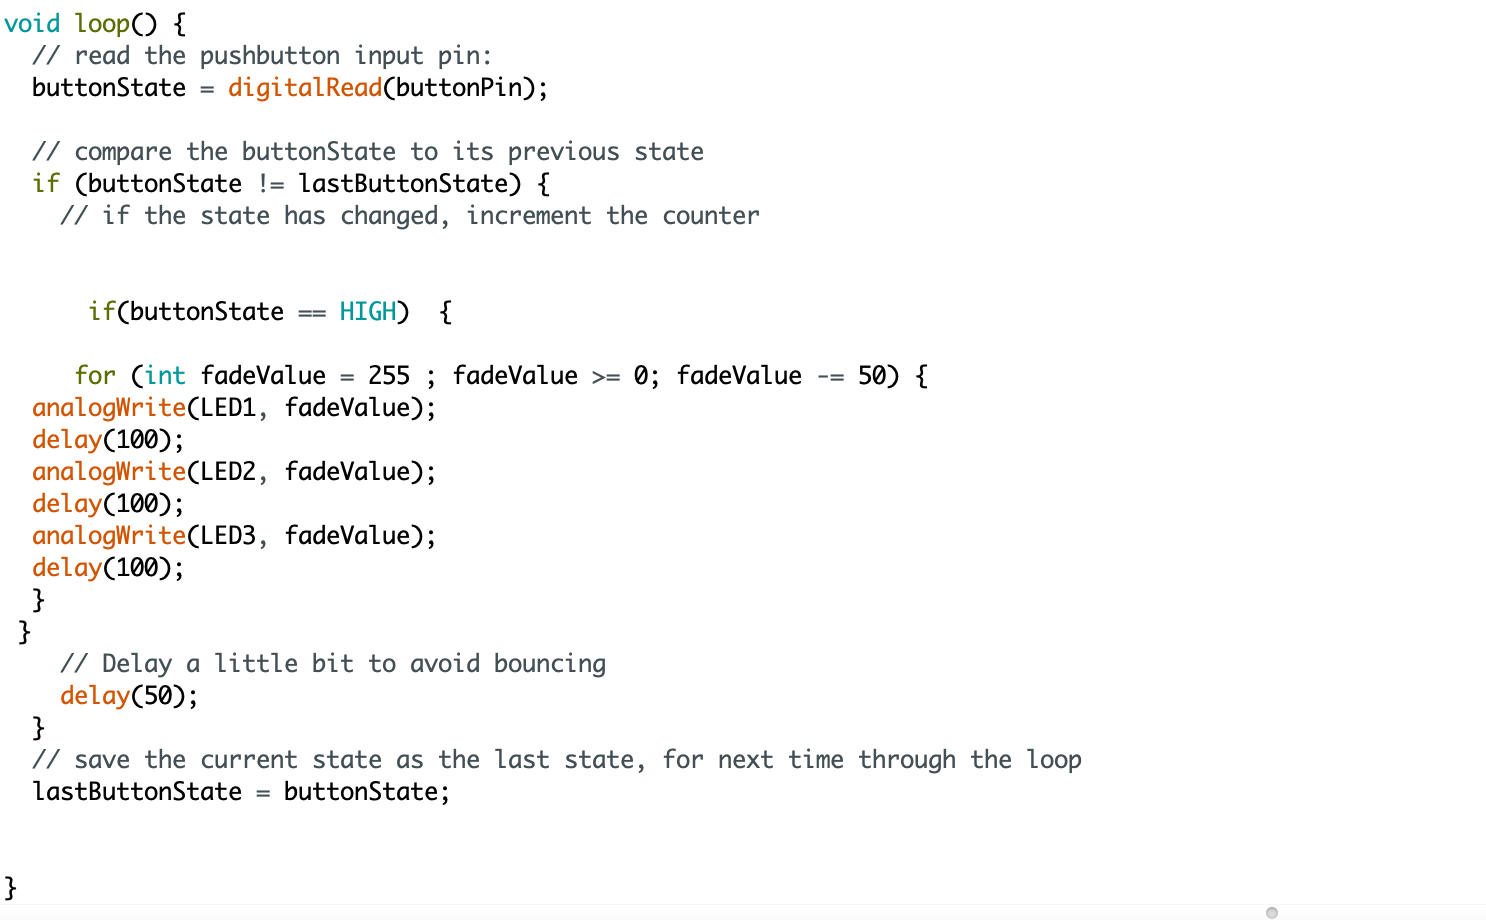 void loop() {
  // read the pushbutton input pin:
  buttonState = digitalRead(buttonPin);

  // compare the buttonState to its previous state
  if (buttonState != lastButtonState) {
    // if the state has changed, increment the counter


      if(buttonState == HIGH)  {

     for (int fadeValue = 255 ; fadeValue >= 0; fadeValue -= 50) {
  analogWrite(LED1, fadeValue);
  delay(100);
  analogWrite(LED2, fadeValue);
  delay(100);
  analogWrite(LED3, fadeValue);
  delay(100);
  }
 }
    // Delay a little bit to avoid bouncing
    delay(50);
  }
  // save the current state as the last state, for next time through the loop
  lastButtonState = buttonState;


}